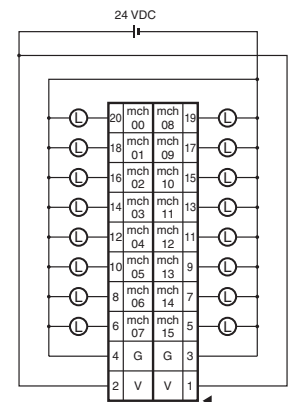 24 VDC
L 20 mch 00 mch 08 19 L
L 18 mch 01 mch 09 17 L
L 16 mch 02 mch 10 15 L
L 14 mch 03 mch 11 13 L
L 12 mch 04 mch 12 11 L
L 10 mch 05 mch 13 9 L
L 8 mch 06 mch 14 7 L
L 6 mch 07 mch 15 5 L
4 G G 3
2 V V 1